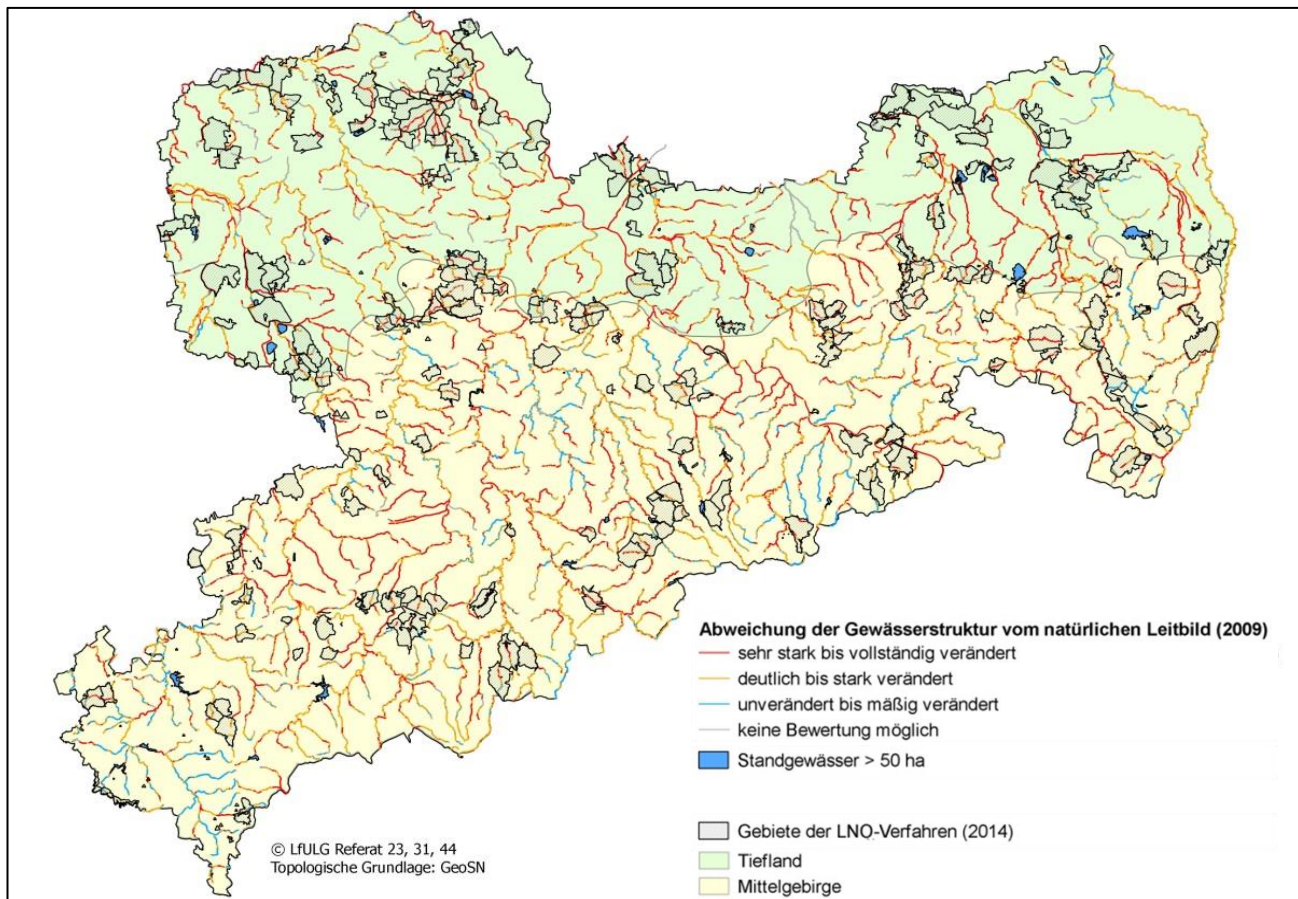 Abweichung der Gewässerstruktur vom natürlichen Leitbild (2009)
sehr stark bis vollständig verändert
deutlich bis stark verändert
unverändert bis mäßig verändert
keine Bewertung möglich
Standgewässer > 50 ha
Gebiete der LNO-Verfahren (2014)
Tiefland
Mittelgebirge
© LfULG Referat 23, 31, 44
Topologische Grundlage: GeoSN